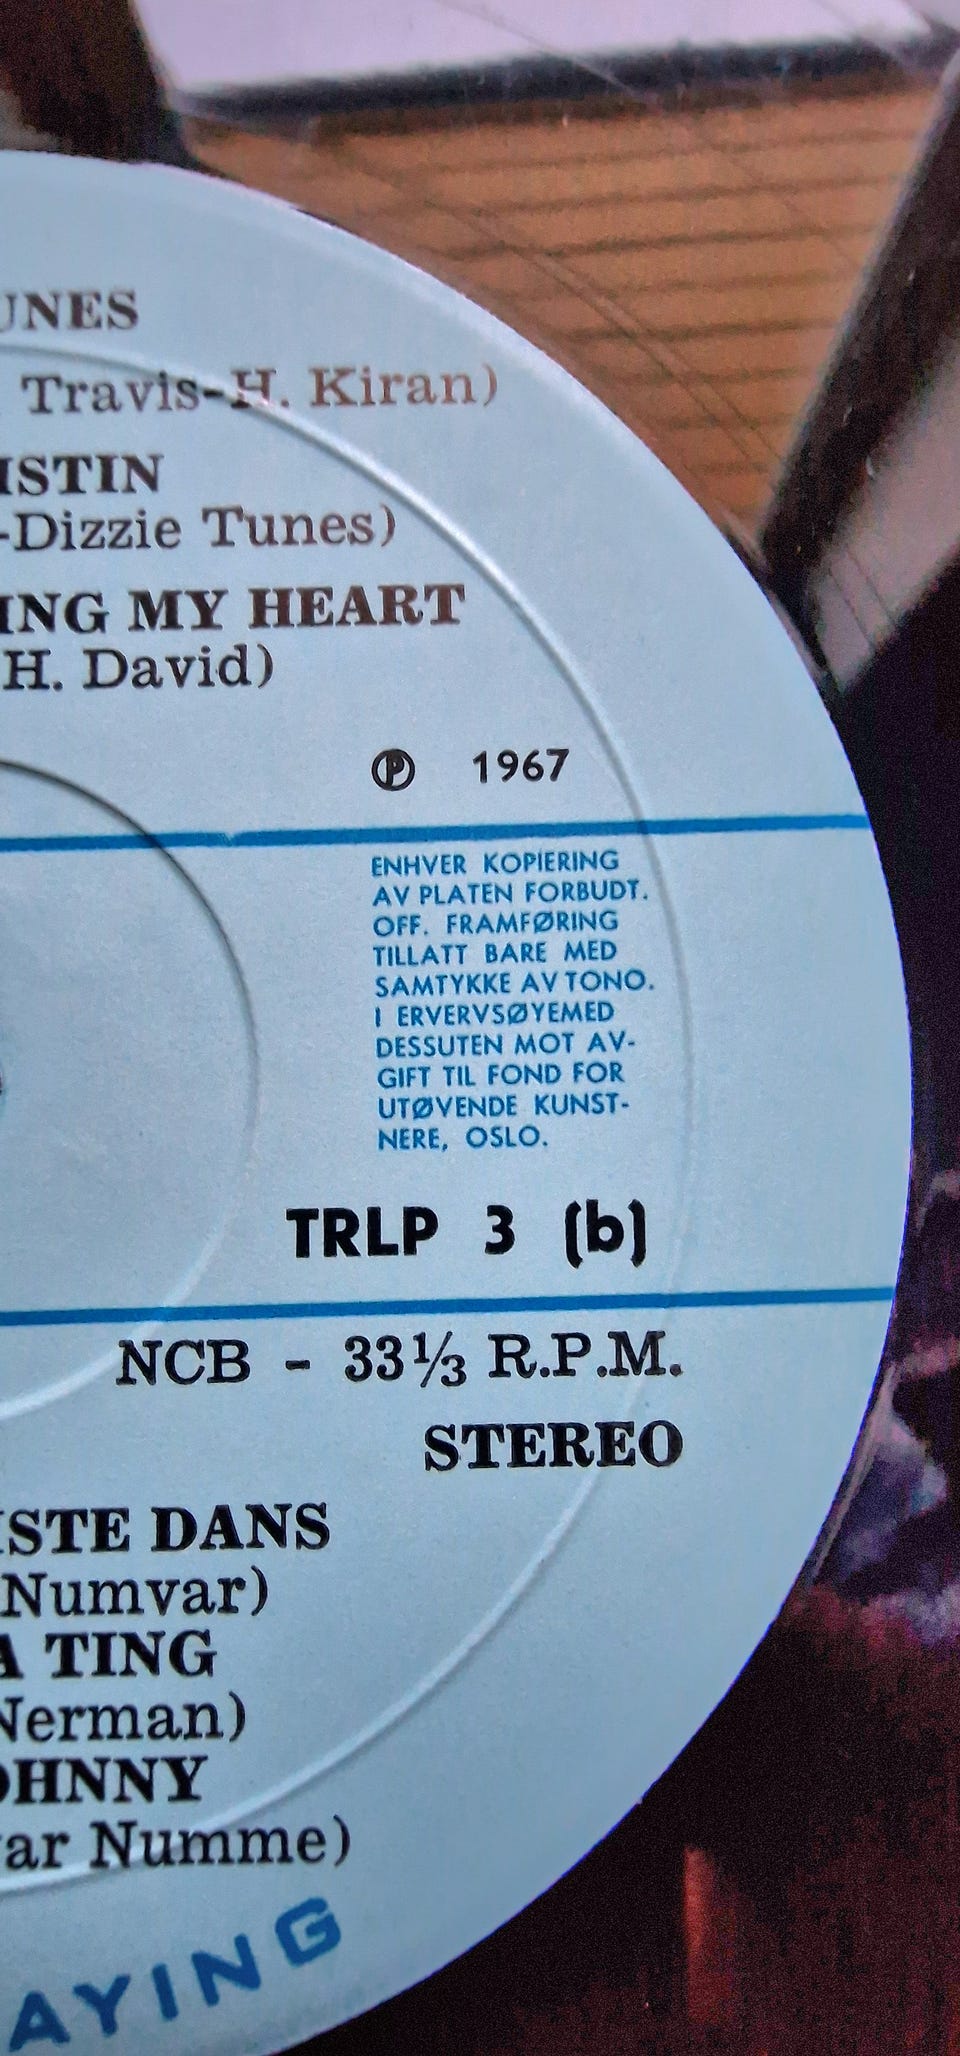 UNES
Travis-H. Kiran)
ISTIN
-Dizzie Tunes)
ING MY HEART
H. David)
Ⓟ 1967
ENHVER KOPIERING
AV PLATEN FORBUDT.
OFF. FRAMFØRING
TILLATT BARE MED
SAMTYKKE AV TONO.
I ERVERVSØYEMED
DESSUTEN MOT AV-
GIFT TIL FOND FOR
UTØVENDE KUNST-
NERE, OSLO.
TRLP 3 (b)
NCB - 33⅓ R.P.M.
STEREO
ISTE DANS
Numvar)
A TING
Nerman)
OHNNY
ar Numme)
AYING